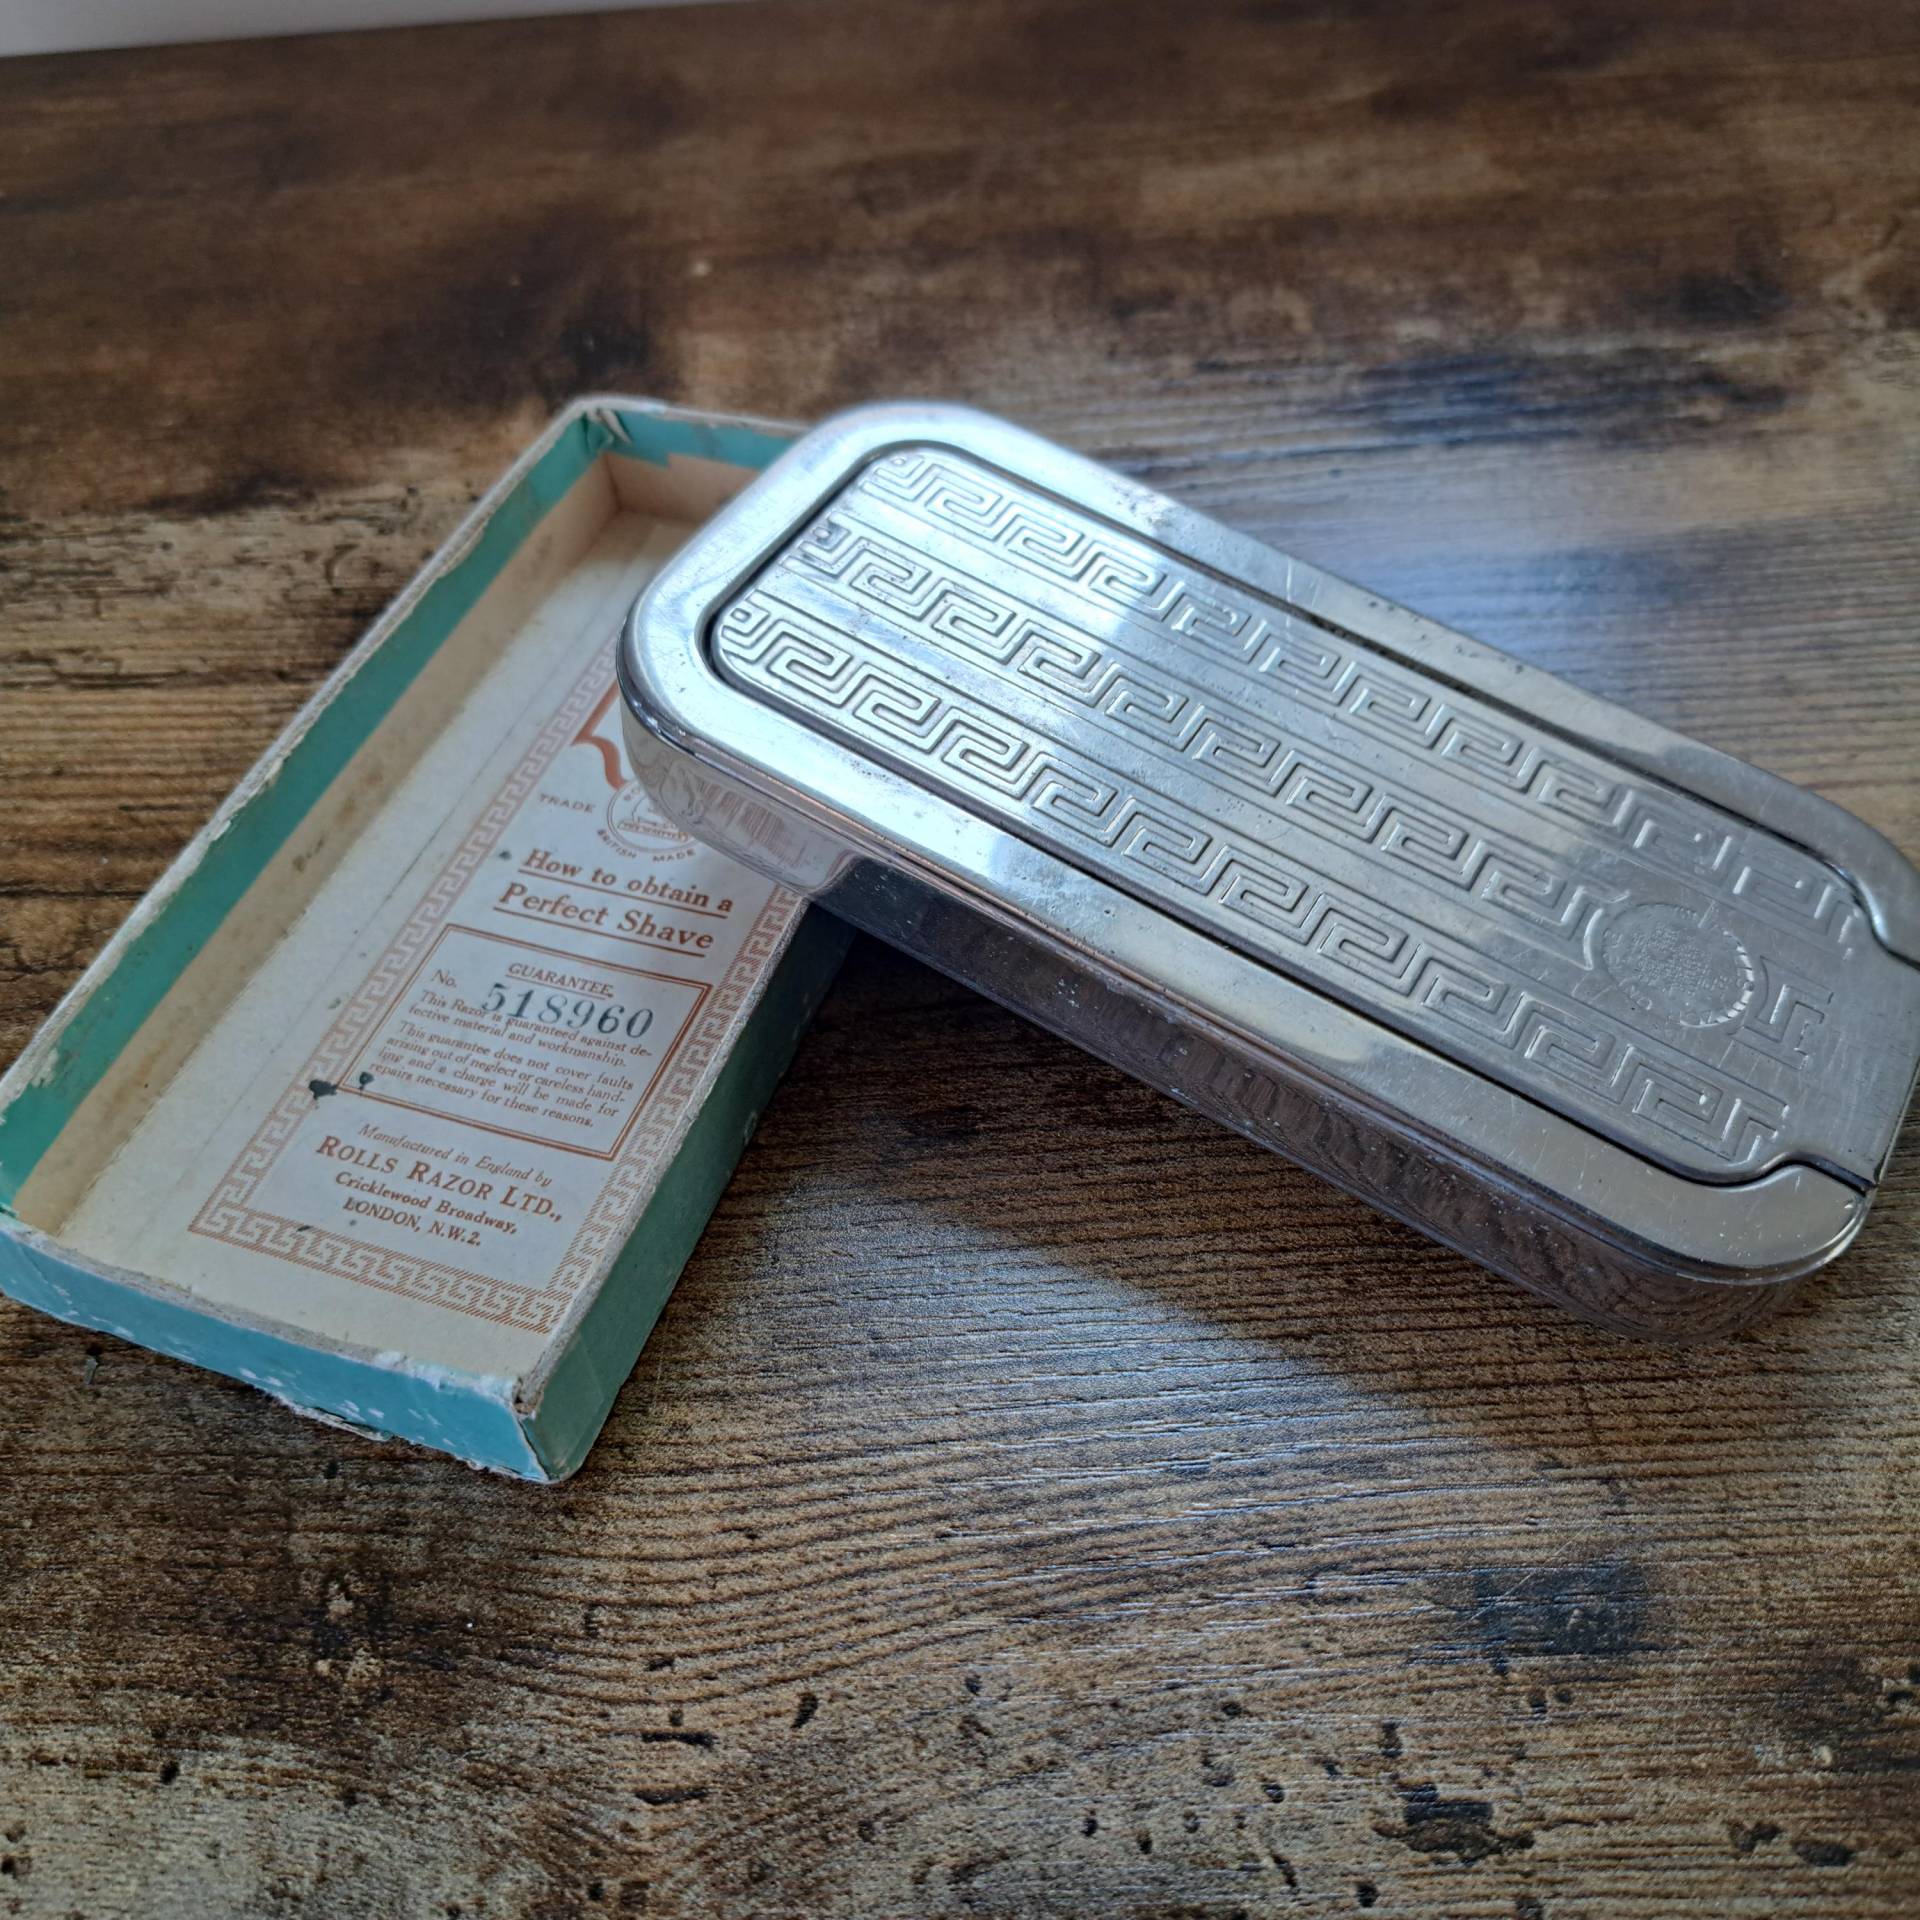 TRADE
BRITISH MADE
How to obtain a
Perfect Shave
GUARANTEE.
No. 518960
This Razor is guaranteed against de-
fective material and workmanship.
This guarantee does not cover faults
arising out of neglect or careless hand-
ling and a charge will be made for
repairs necessary for these reasons.
Manufactured in England by
ROLLS RAZOR LTD.,
Cricklewood Broadway,
LONDON, N.W.2.